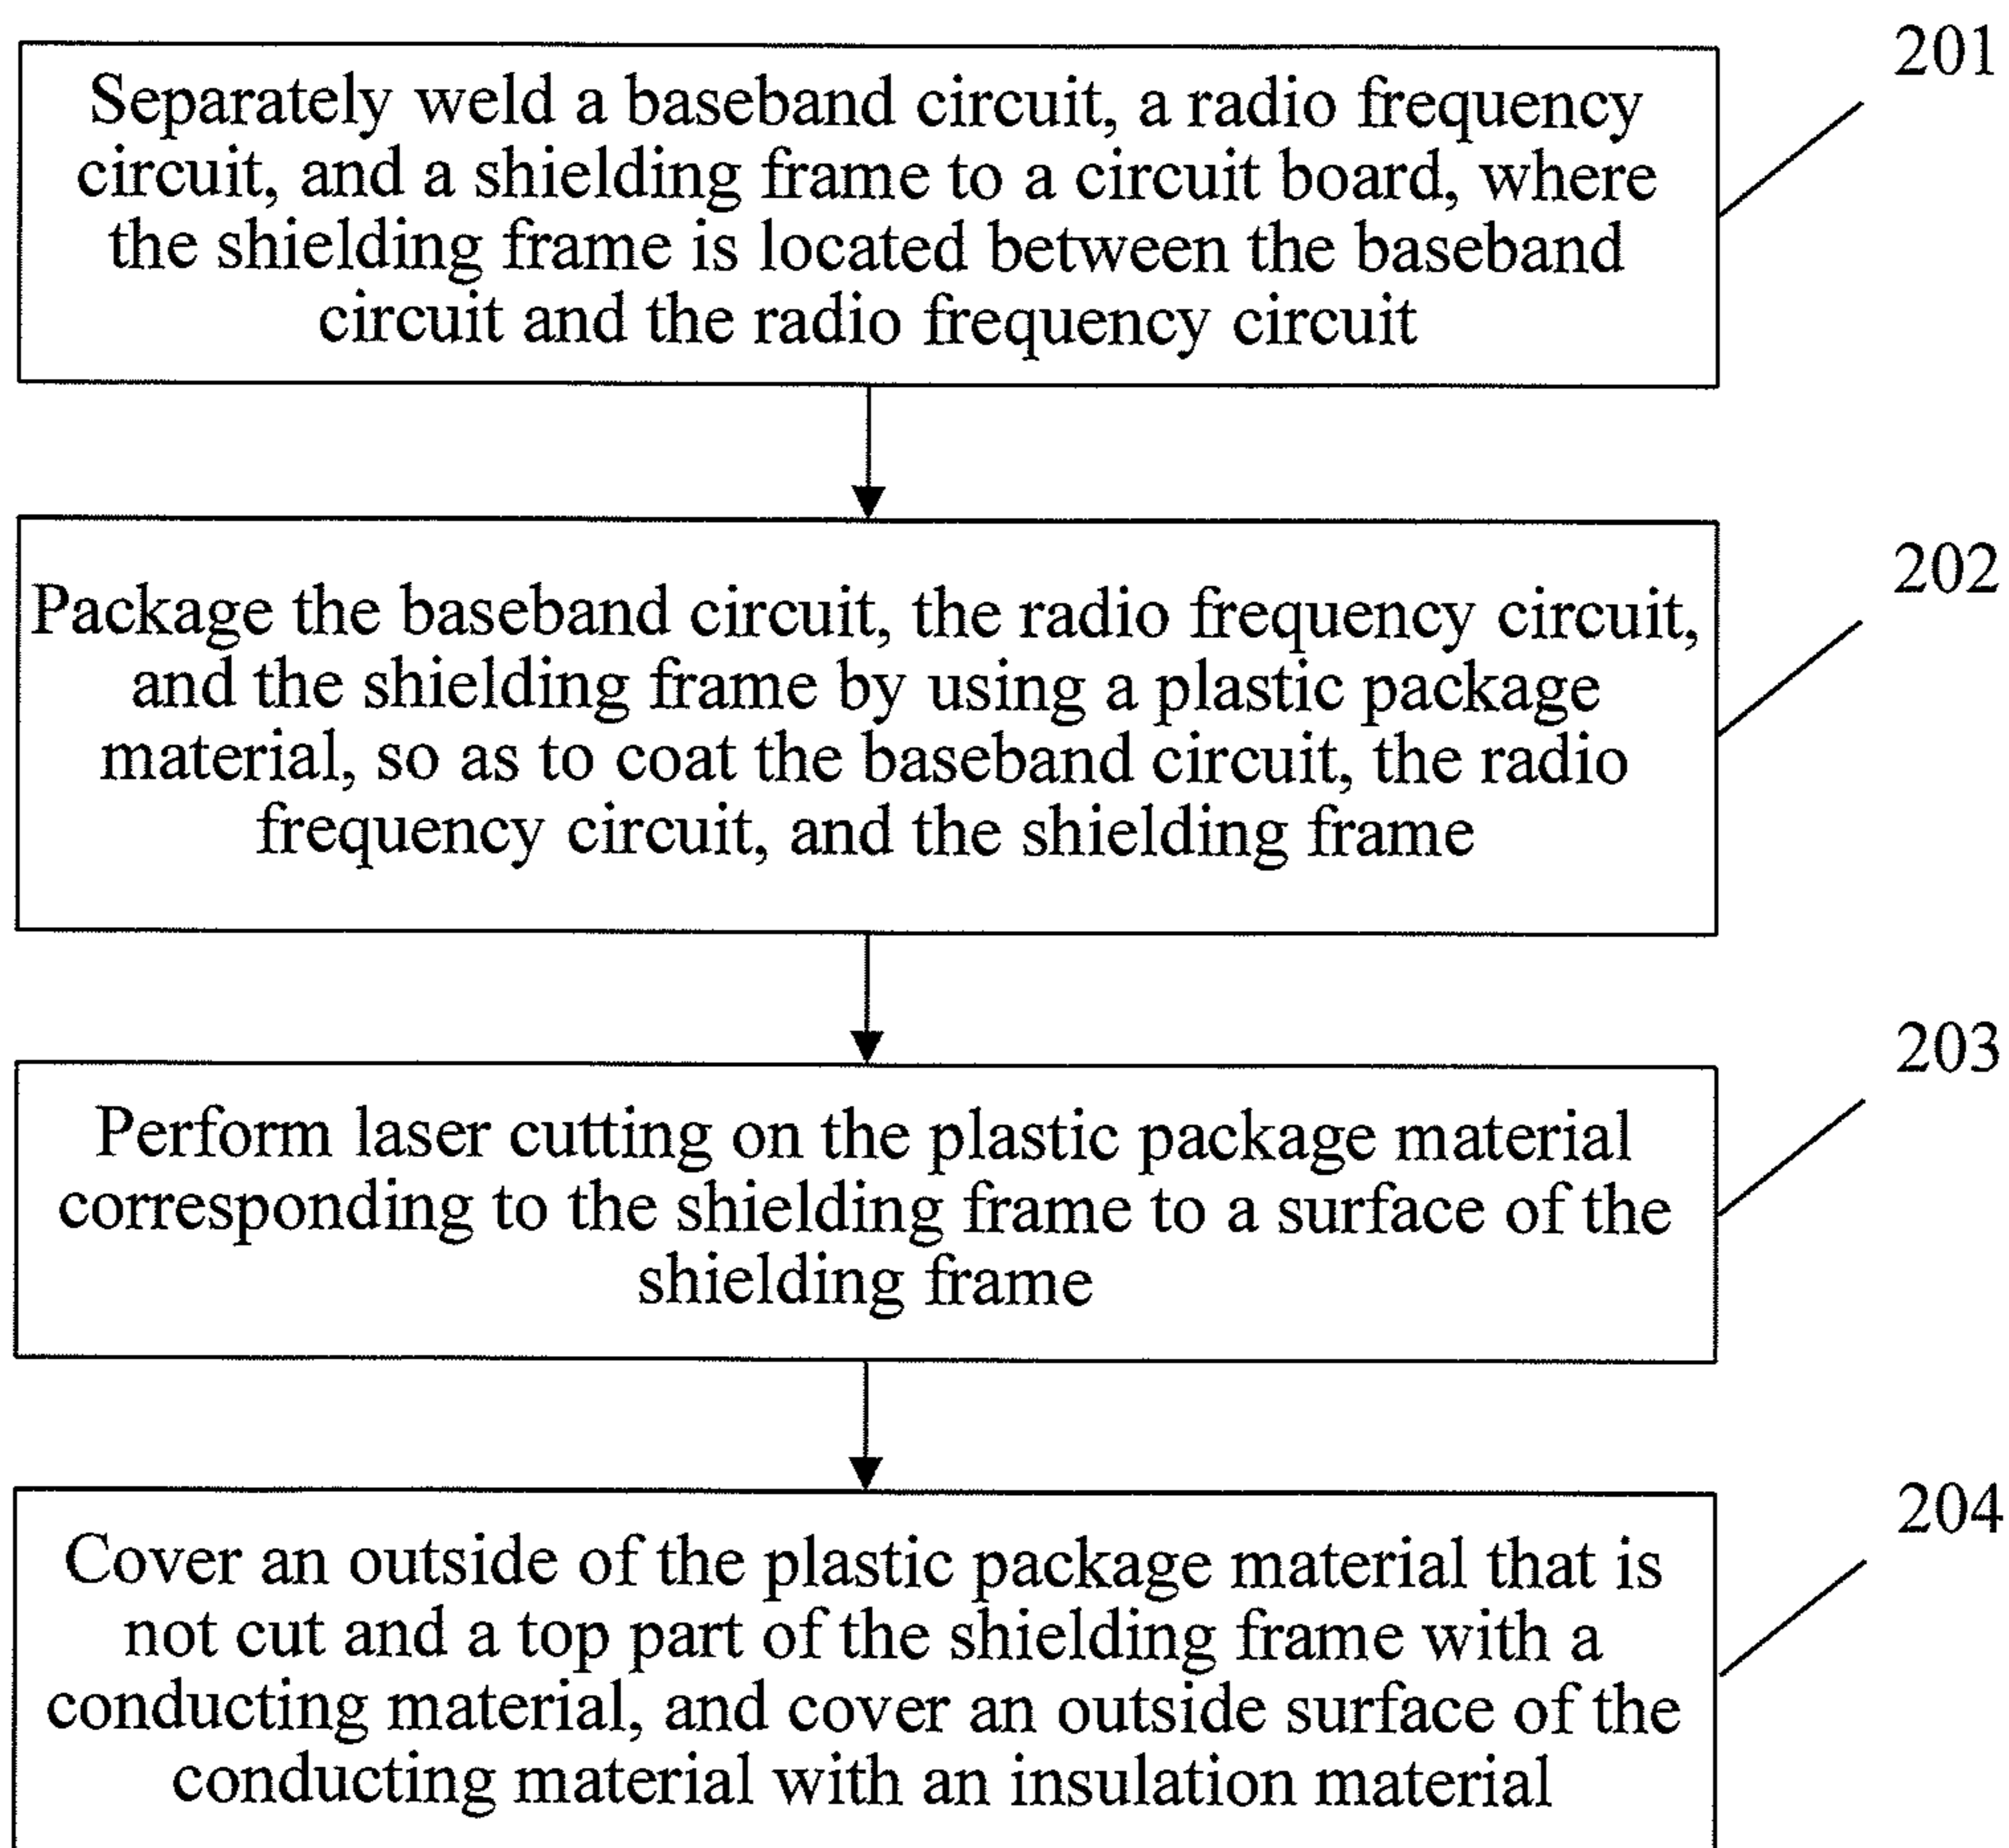 201
Separately weld a baseband circuit, a radio frequency
circuit, and a shielding frame to a circuit board, where
the shielding frame is located between the baseband
circuit and the radio frequency circuit
202
Package the baseband circuit, the radio frequency circuit,
and the shielding frame by using a plastic package
material, so as to coat the baseband circuit, the radio
frequency circuit, and the shielding frame
203
Perform laser cutting on the plastic package material
corresponding to the shielding frame to a surface of the
shielding frame
204
Cover an outside of the plastic package material that is
not cut and a top part of the shielding frame with a
conducting material, and cover an outside surface of the
conducting material with an insulation material